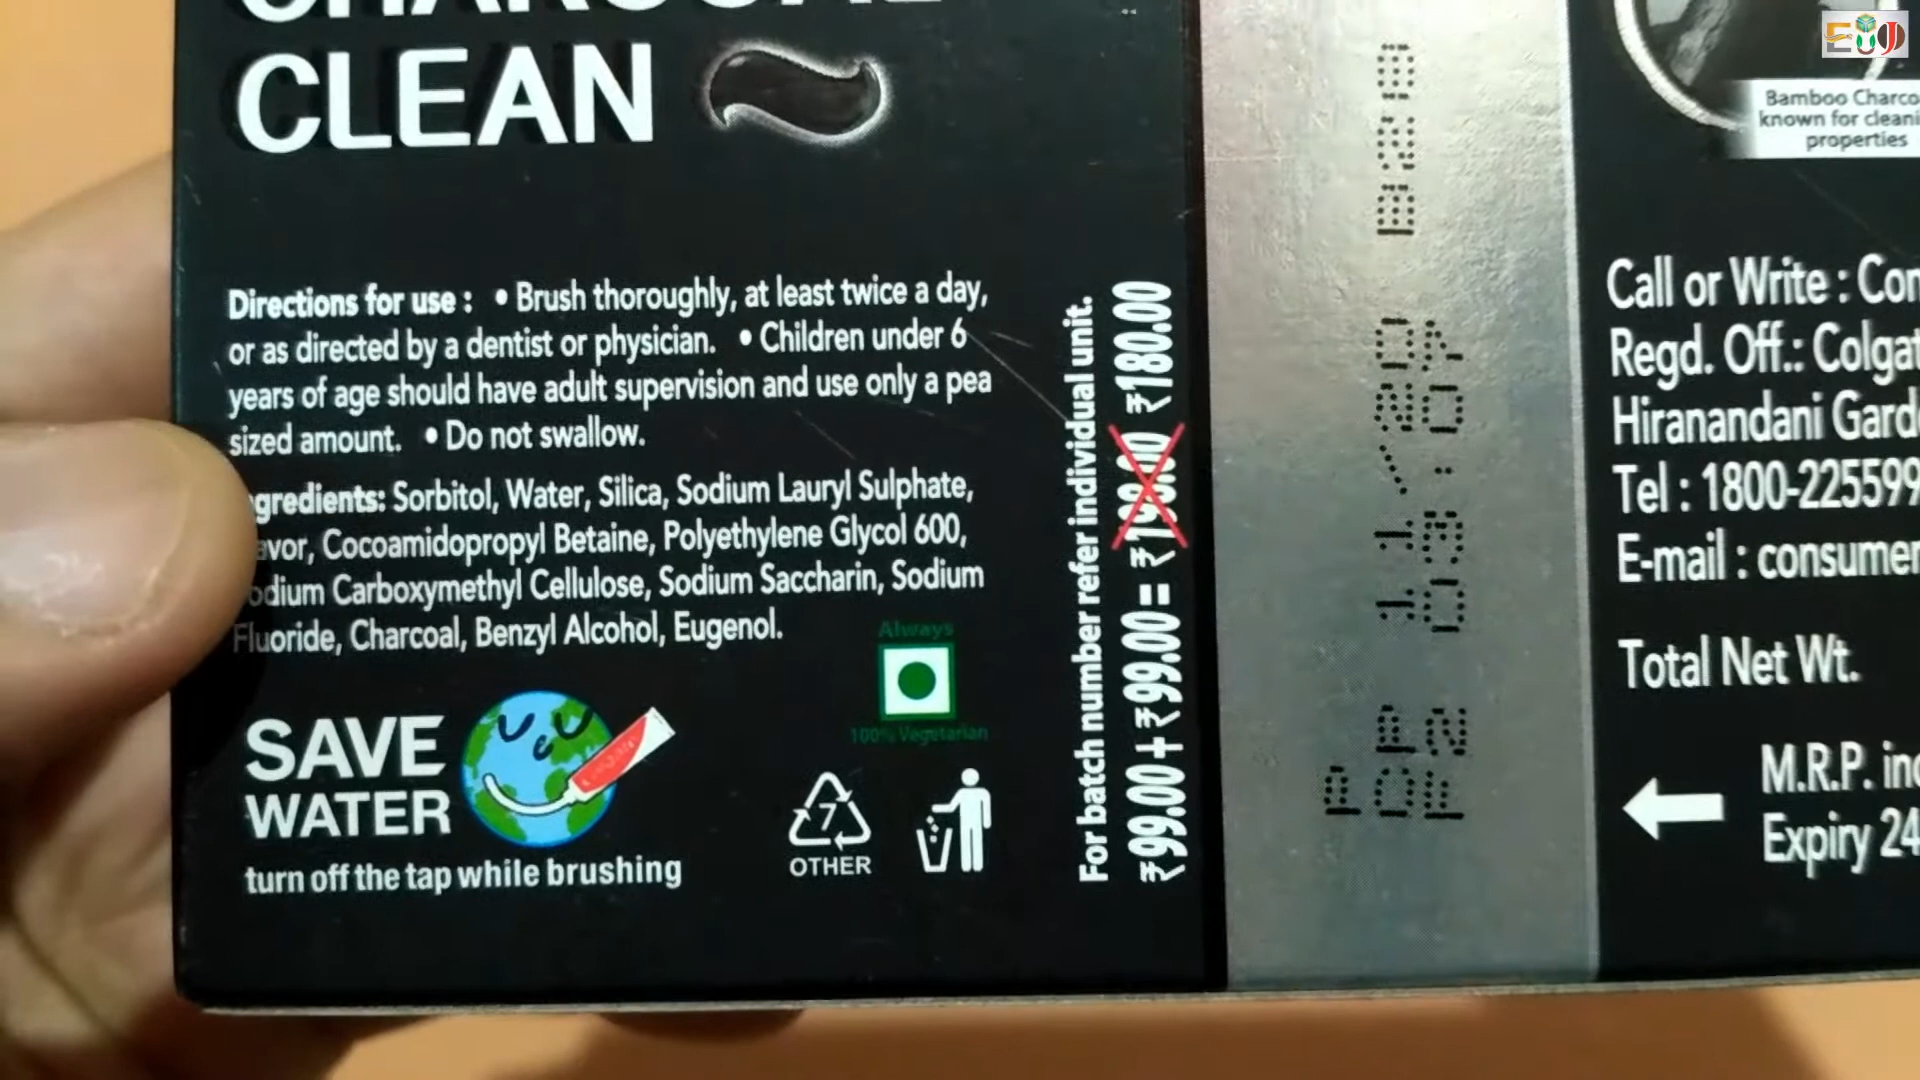 CHARCOAL
CLEAN
Directions for use : • Brush thoroughly, at least twice a day,
or as directed by a dentist or physician. • Children under 6
years of age should have adult supervision and use only a pea
sized amount. • Do not swallow.
gredients: Sorbitol, Water, Silica, Sodium Lauryl Sulphate,
avor, Cocoamidopropyl Betaine, Polyethylene Glycol 600,
odium Carboxymethyl Cellulose, Sodium Saccharin, Sodium
Fluoride, Charcoal, Benzyl Alcohol, Eugenol.
Always
100% Vegetarian
SAVE
WATER
turn off the tap while brushing
7
OTHER
For batch number refer individual unit.
₹99.00 + ₹99.00 = ₹198.00 ₹180.00
11/20
Bamboo Charco
known for cleani
properties
Call or Write : Con
Regd. Off.: Colgat
Hiranandani Gard
Tel : 1800-225599
E-mail : consumer
Total Net Wt.
M.R.P. inc
Expiry 24